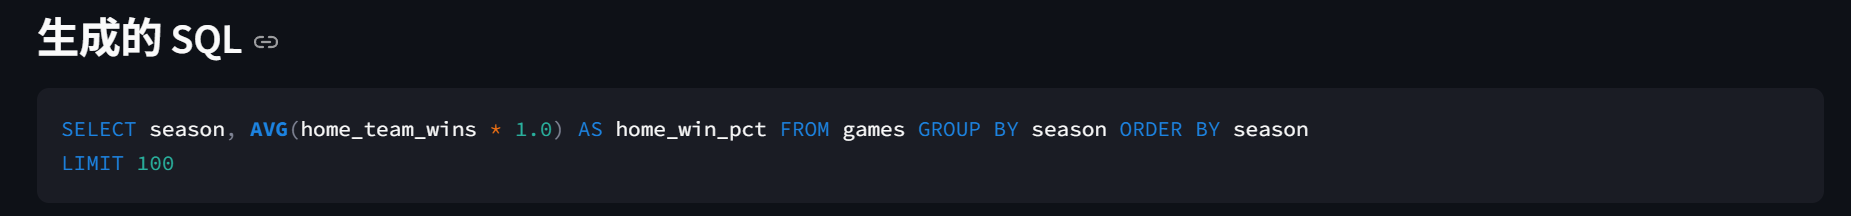 生成的 SQL
SELECT season, AVG(home_team_wins * 1.0) AS home_win_pct FROM games GROUP BY season ORDER BY season
LIMIT 100